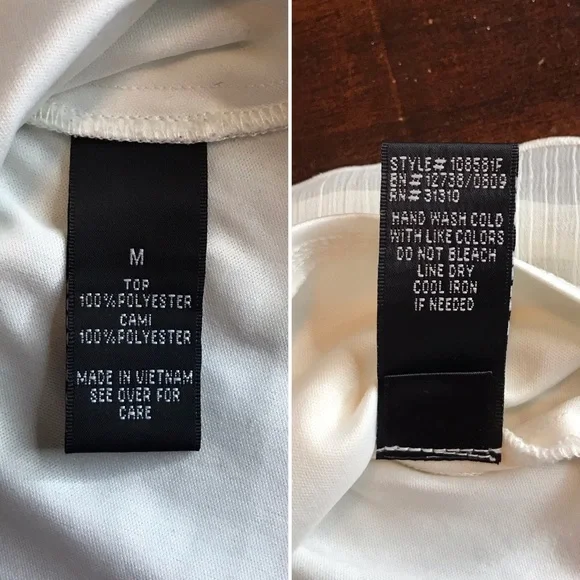 M
TOP
100%POLYESTER
CAMI
100%POLYESTER
MADE IN VIETNAM
SEE OVER FOR
CARE
STYLE# 108581F
BN# 12738/0809
RN# 31310
HAND WASH COLD
WITH LIKE COLORS
DO NOT BLEACH
LINE DRY
COOL IRON
IF NEEDED